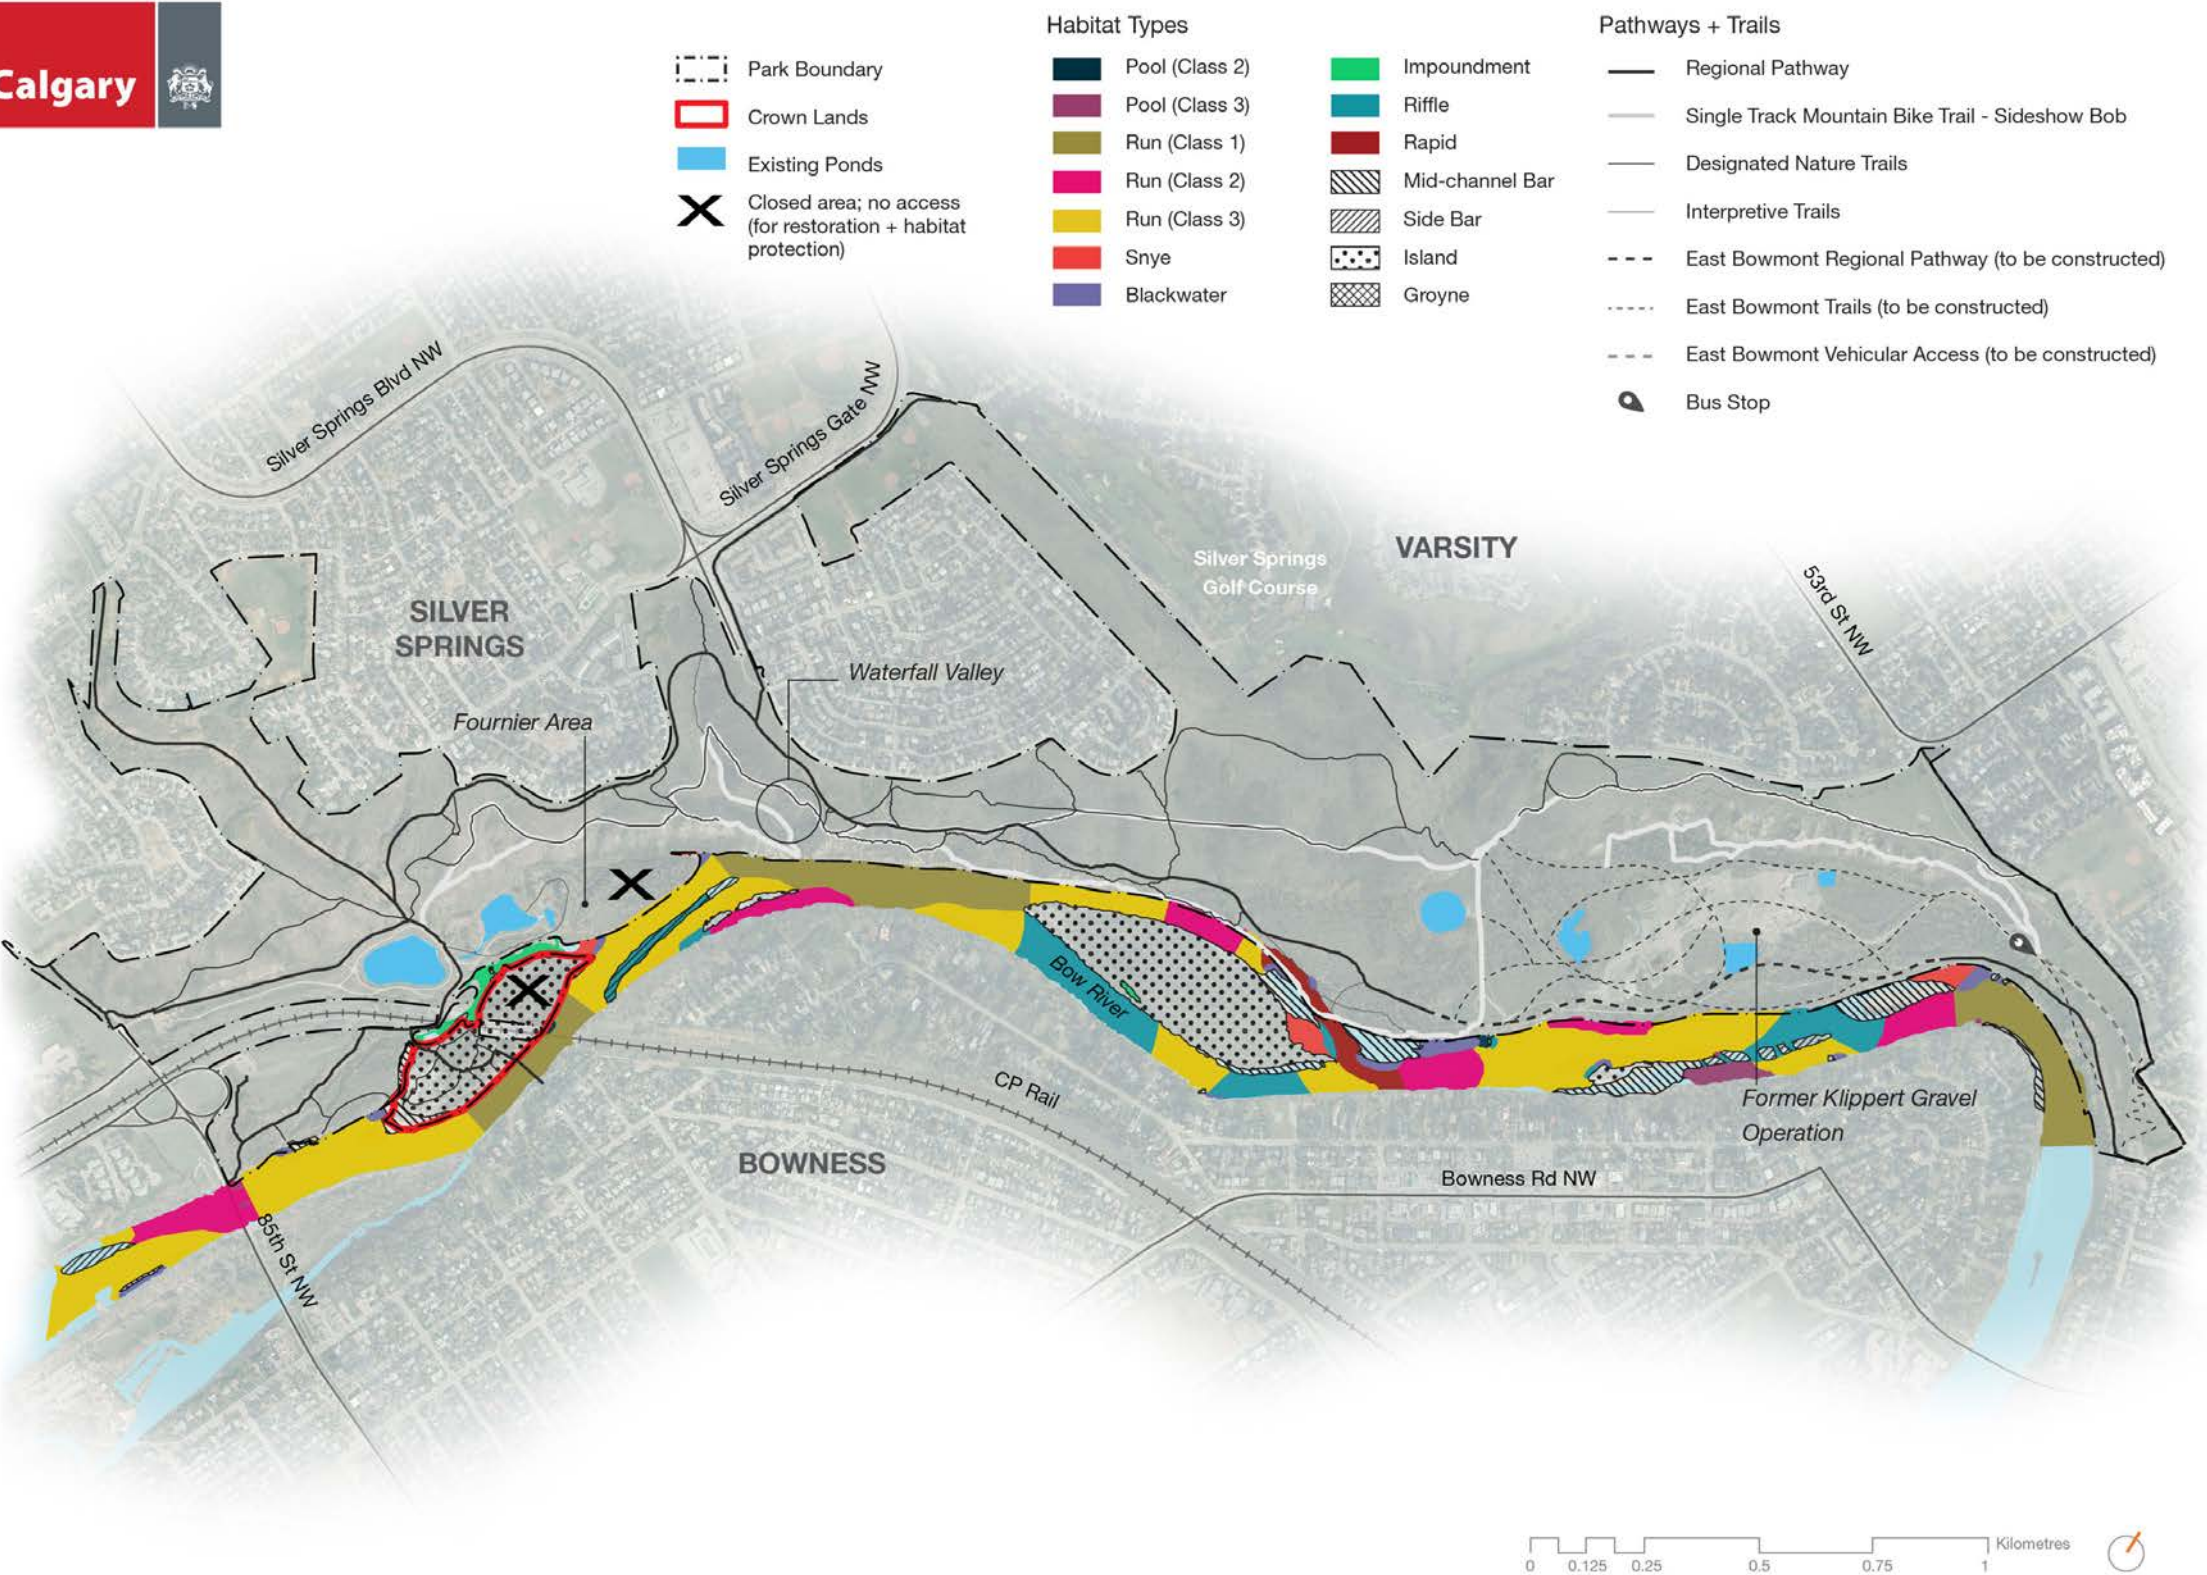 Calgary
Park Boundary
Crown Lands
Existing Ponds
Closed area; no access
(for restoration + habitat
protection)
Habitat Types
Pool (Class 2)
Pool (Class 3)
Run (Class 1)
Run (Class 2)
Run (Class 3)
Snye
Blackwater
Impoundment
Riffle
Rapid
Mid-channel Bar
Side Bar
Island
Groyne
Pathways + Trails
Regional Pathway
Single Track Mountain Bike Trail - Sideshow Bob
Designated Nature Trails
Interpretive Trails
East Bowmont Regional Pathway (to be constructed)
East Bowmont Trails (to be constructed)
East Bowmont Vehicular Access (to be constructed)
Bus Stop
Silver Springs Blvd NW
Silver Springs Gate NW
Silver Springs
Golf Course
VARSITY
53rd St NW
SILVER
SPRINGS
Waterfall Valley
Fournier Area
Bow River
CP Rail
Former Klippert Gravel
Operation
BOWNESS
Bowness Rd NW
85th St NW
Kilometres
0 0.125 0.25 0.5 0.75 1